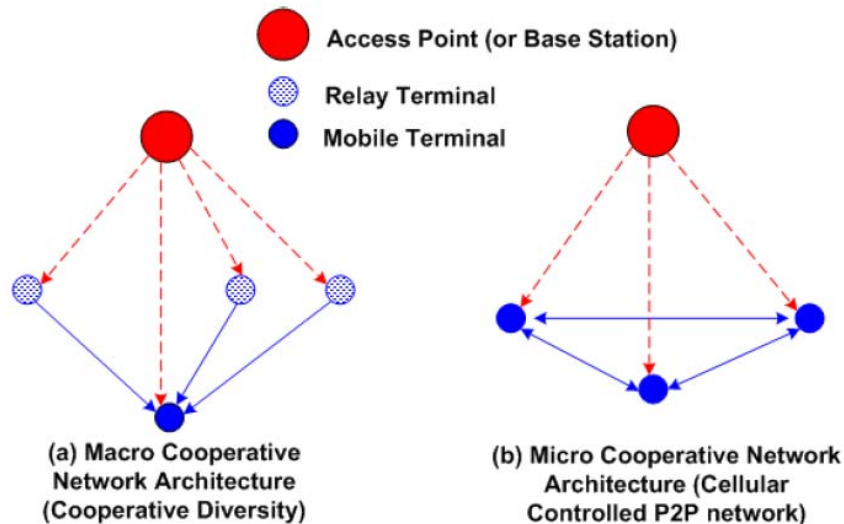 Access Point (or Base Station)
Relay Terminal
Mobile Terminal
(a) Macro Cooperative
Network Architecture
(Cooperative Diversity)
(b) Micro Cooperative Network
Architecture (Cellular
Controlled P2P network)